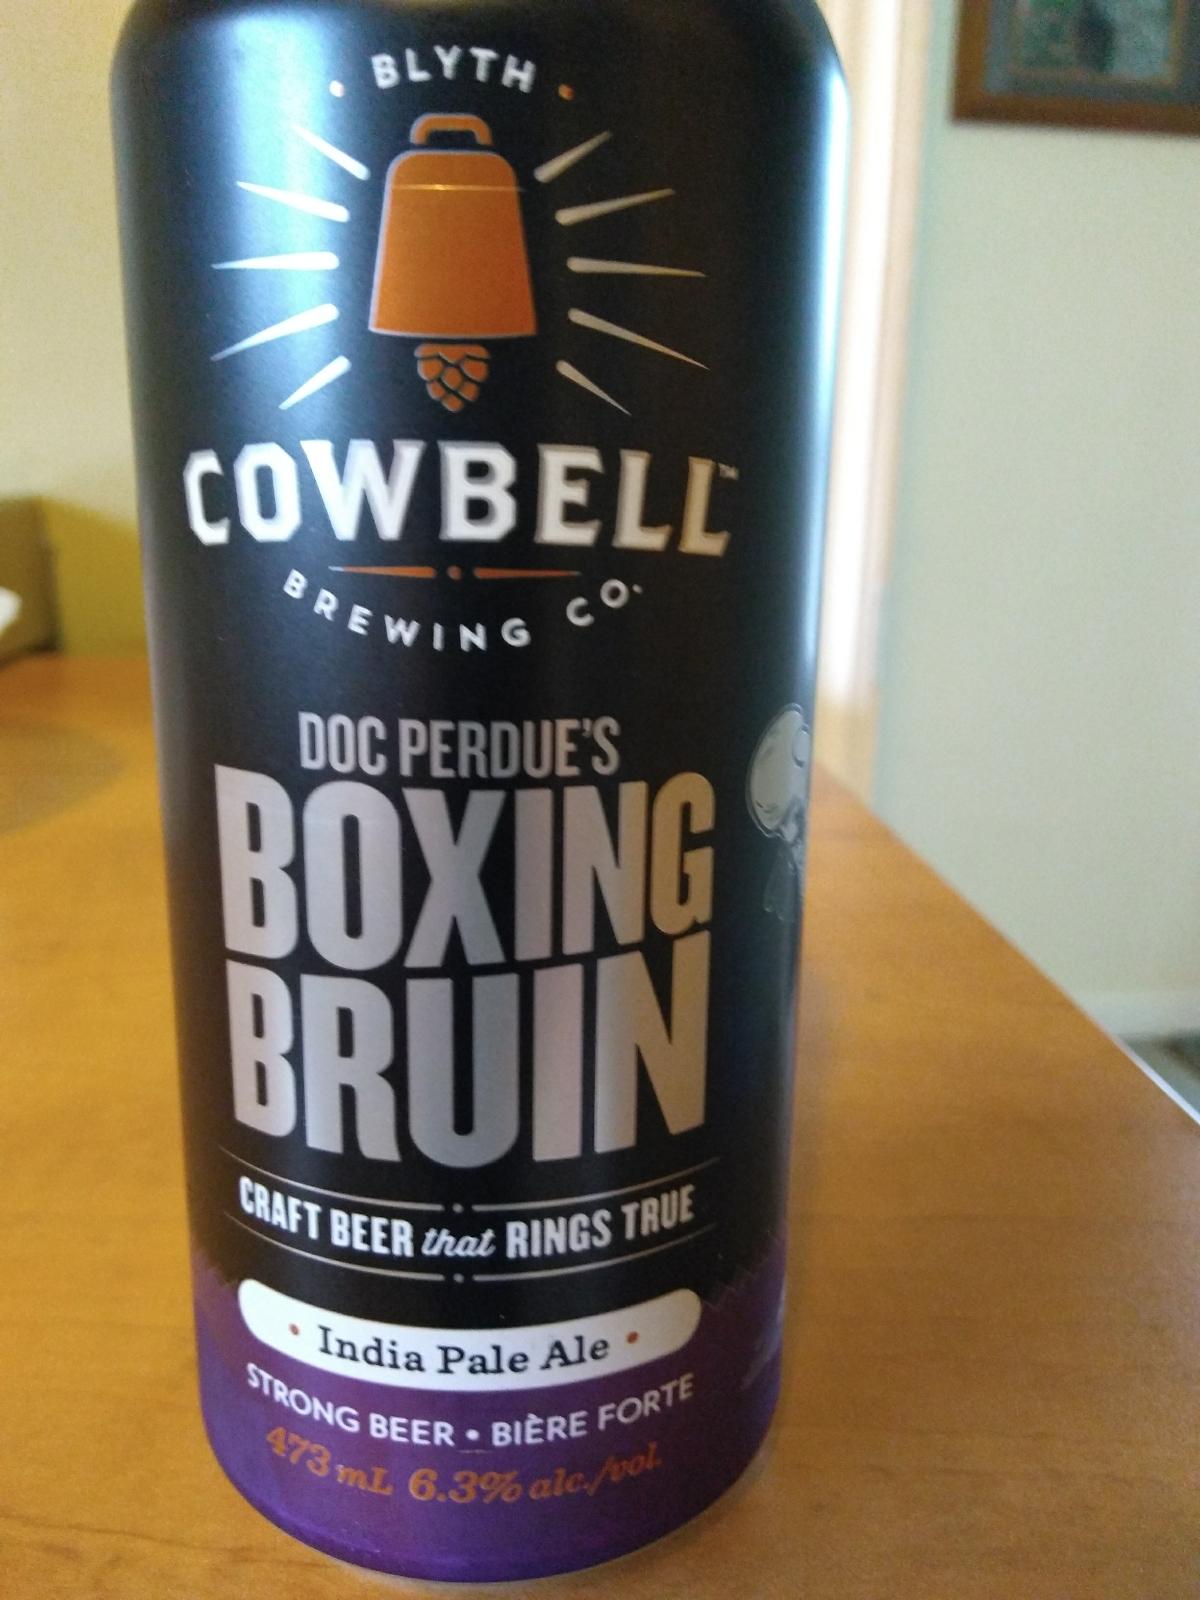 • BLYTH •
COWBELL™
BREWING CO.
DOC PERDUE'S
BOXING
BRUIN
CRAFT BEER that RINGS TRUE
• India Pale Ale •
STRONG BEER • BIÈRE FORTE
473 mL 6.3% alc./vol.